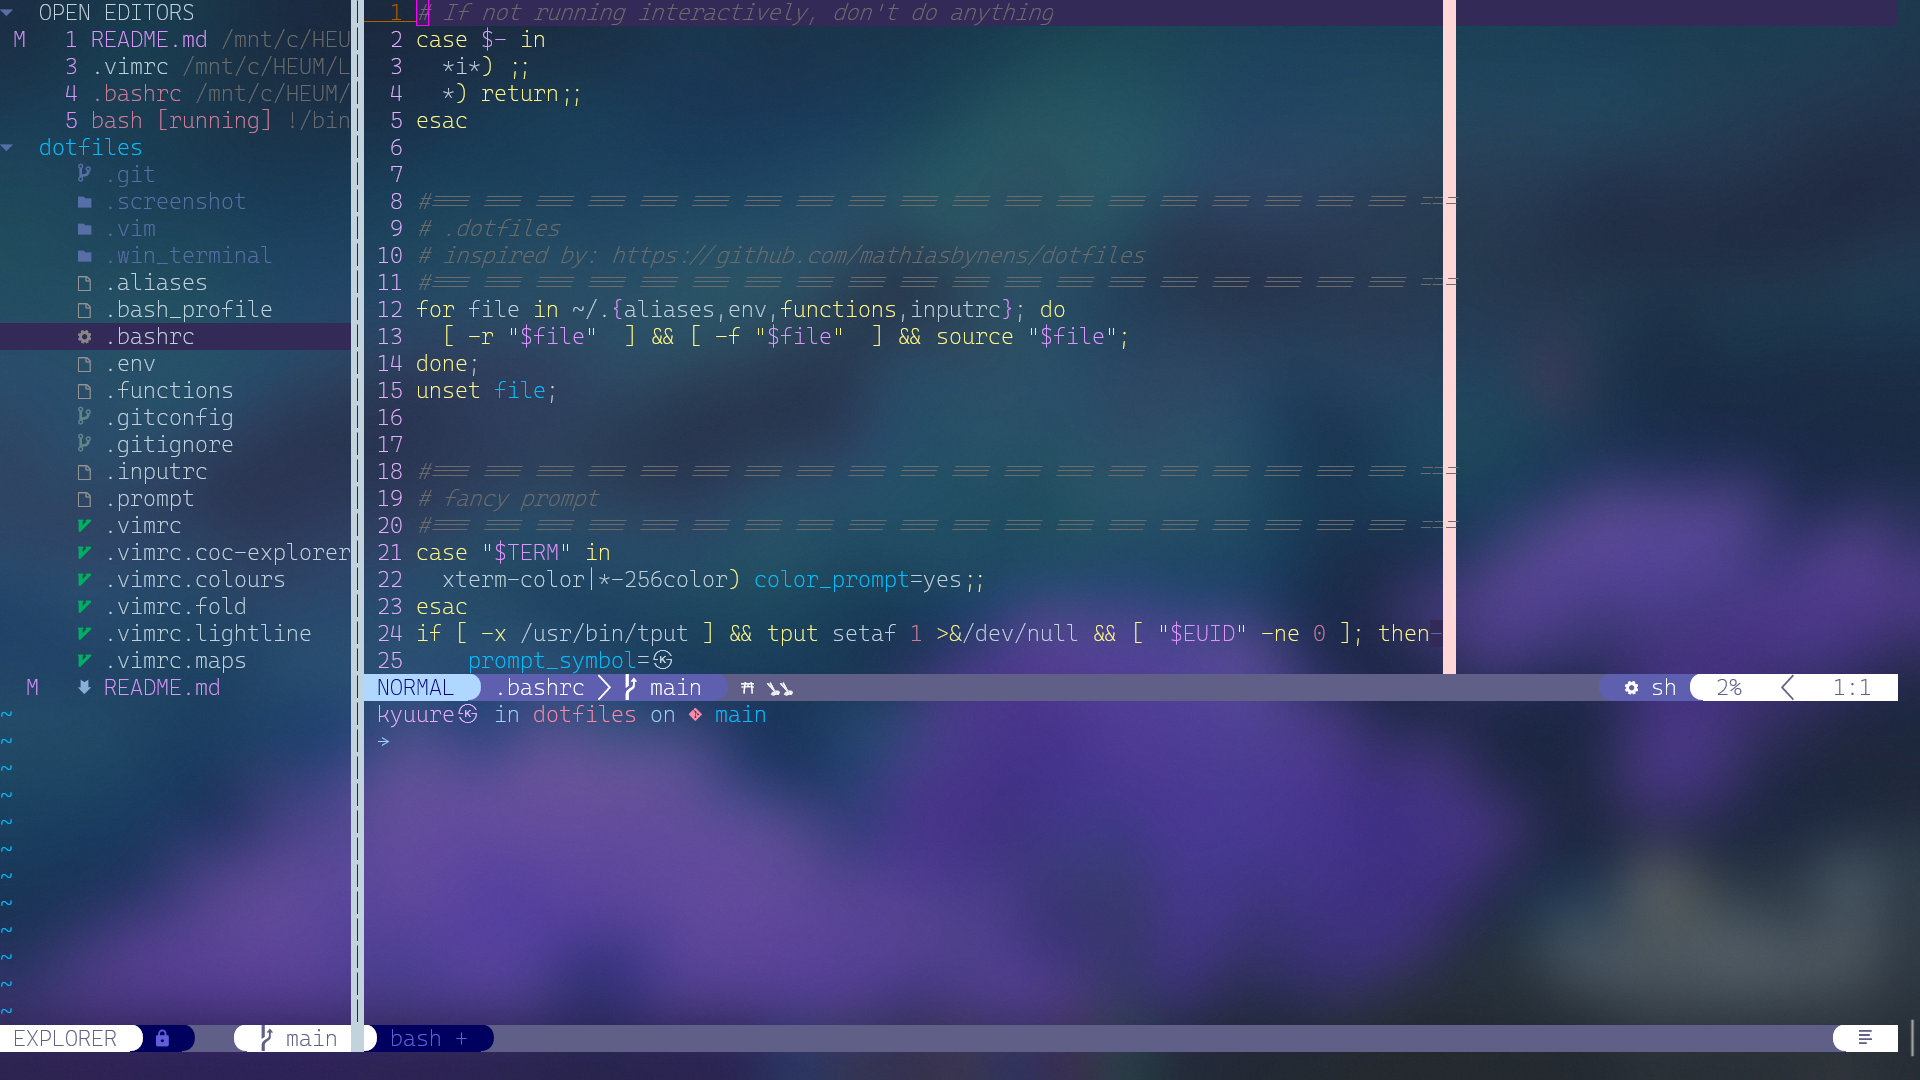 OPEN EDITORS
M 1 README.md /mnt/c/HEU
3 .vimrc /mnt/c/HEUM/L
4 .bashrc /mnt/c/HEUM/
5 bash [running] !/bin
dotfiles
.git
.screenshot
.vim
.win_terminal
.aliases
.bash_profile
.bashrc
.env
.functions
.gitconfig
.gitignore
.inputrc
.prompt
.vimrc
.vimrc.coc-explorer
.vimrc.colours
.vimrc.fold
.vimrc.lightline
.vimrc.maps
M README.md
~
~
~
~
~
~
~
~
~
~
~
~
EXPLORER main
1 # If not running interactively, don't do anything
2 case $- in
3 *i*) ;;
4 *) return;;
5 esac
6
7
8 #=== === === === === === === === === === === === === === === === === === === ===
9 # .dotfiles
10 # inspired by: https://github.com/mathiasbynens/dotfiles
11 #=== === === === === === === === === === === === === === === === === === === ===
12 for file in ~/.{aliases,env,functions,inputrc}; do
13 [ -r "$file" ] && [ -f "$file" ] && source "$file";
14 done;
15 unset file;
16
17
18 #=== === === === === === === === === === === === === === === === === === === ===
19 # fancy prompt
20 #=== === === === === === === === === === === === === === === === === === === ===
21 case "$TERM" in
22 xterm-color|*-256color) color_prompt=yes;;
23 esac
24 if [ -x /usr/bin/tput ] && tput setaf 1 >&/dev/null && [ "$EUID" -ne 0 ]; then-
25 prompt_symbol=㉿
NORMAL .bashrc main sh 2% 1:1
kyuure㉿ in dotfiles on main
→
bash +